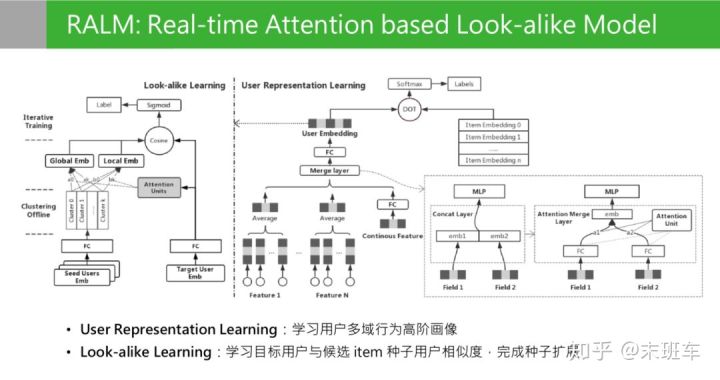 RALM: Real-time Attention based Look-alike Model
Look-alike Learning
Label
Sigmoid
Iterative
Training
Cosine
Global Emb
Local Emb
Attention
Units
Clustering
Offline
Cluster 0
Cluster 1
Cluster k
FC
FC
Seed Users
Emb
Target User
Emb
User Representation Learning
Softmax
Labels
DOT
User Embedding
Item Embedding 0
Item Embedding 1
......
Item Embedding n
FC
Merge layer
Average
Average
FC
Continous Feature
Feature 1
Feature N
MLP
Concat Layer
emb1
emb2
Field 1
Field 2
MLP
Attention Merge
Layer
emb
Attention
Unit
a1
a2
FC
FC
Field 1
Field 2
• User Representation Learning：学习用户多域行为高阶画像
• Look-alike Learning：学习目标用户与候选 item 种子用户相似度，完成种子扩展
知乎 @末班车